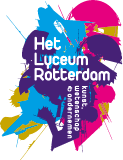 Het
Lyceum
Rotterdam
kunst
wetenschap
& ondernemen